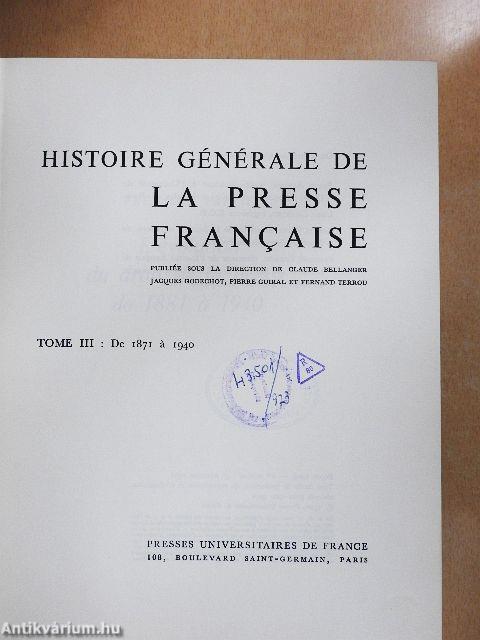 HISTOIRE GÉNÉRALE DE
LA PRESSE
FRANÇAISE
PUBLIÉE SOUS LA DIRECTION DE CLAUDE BELLANGER
JACQUES GODECHOT, PIERRE GUIRAL ET FERNAND TERROU
TOME III : De 1871 à 1940
PRESSES UNIVERSITAIRES DE FRANCE
108, BOULEVARD SAINT-GERMAIN, PARIS
Antikvárium.hu